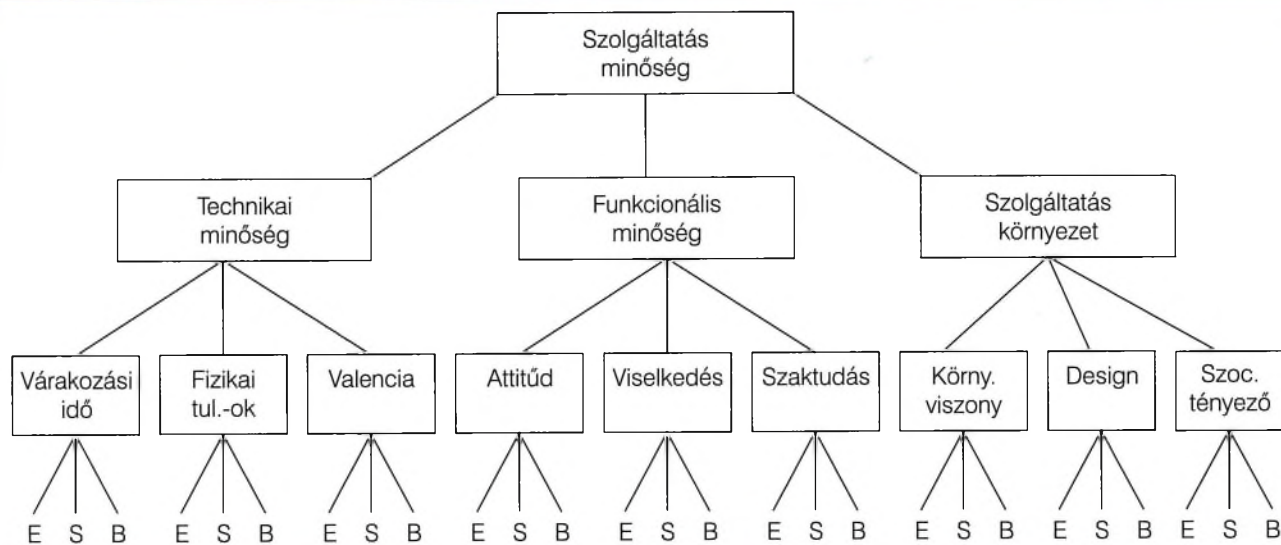 Szolgáltatás
minőség
Technikai
minőség
Funkcionális
minőség
Szolgáltatás
környezet
Várakozási
idő
Fizikai
tul.-ok
Valencia
Attitűd
Viselkedés
Szaktudás
Körny.
viszony
Design
Szoc.
tényező
E S B E S B E S B E S B E S B E S B E S B E S B E S B